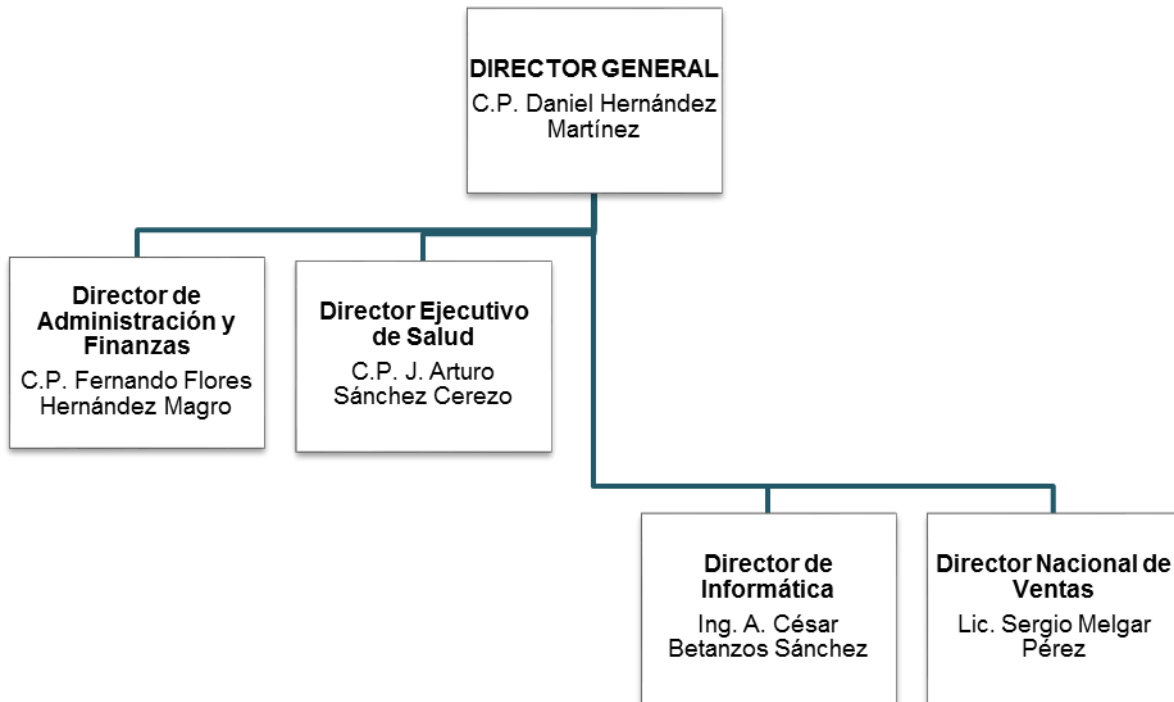 DIRECTOR GENERAL
C.P. Daniel Hernández
Martínez
Director de
Administración y
Finanzas
C.P. Fernando Flores
Hernández Magro
Director Ejecutivo
de Salud
C.P. J. Arturo
Sánchez Cerezo
Director de
Informática
Ing. A. César
Betanzos Sánchez
Director Nacional de
Ventas
Lic. Sergio Melgar
Pérez